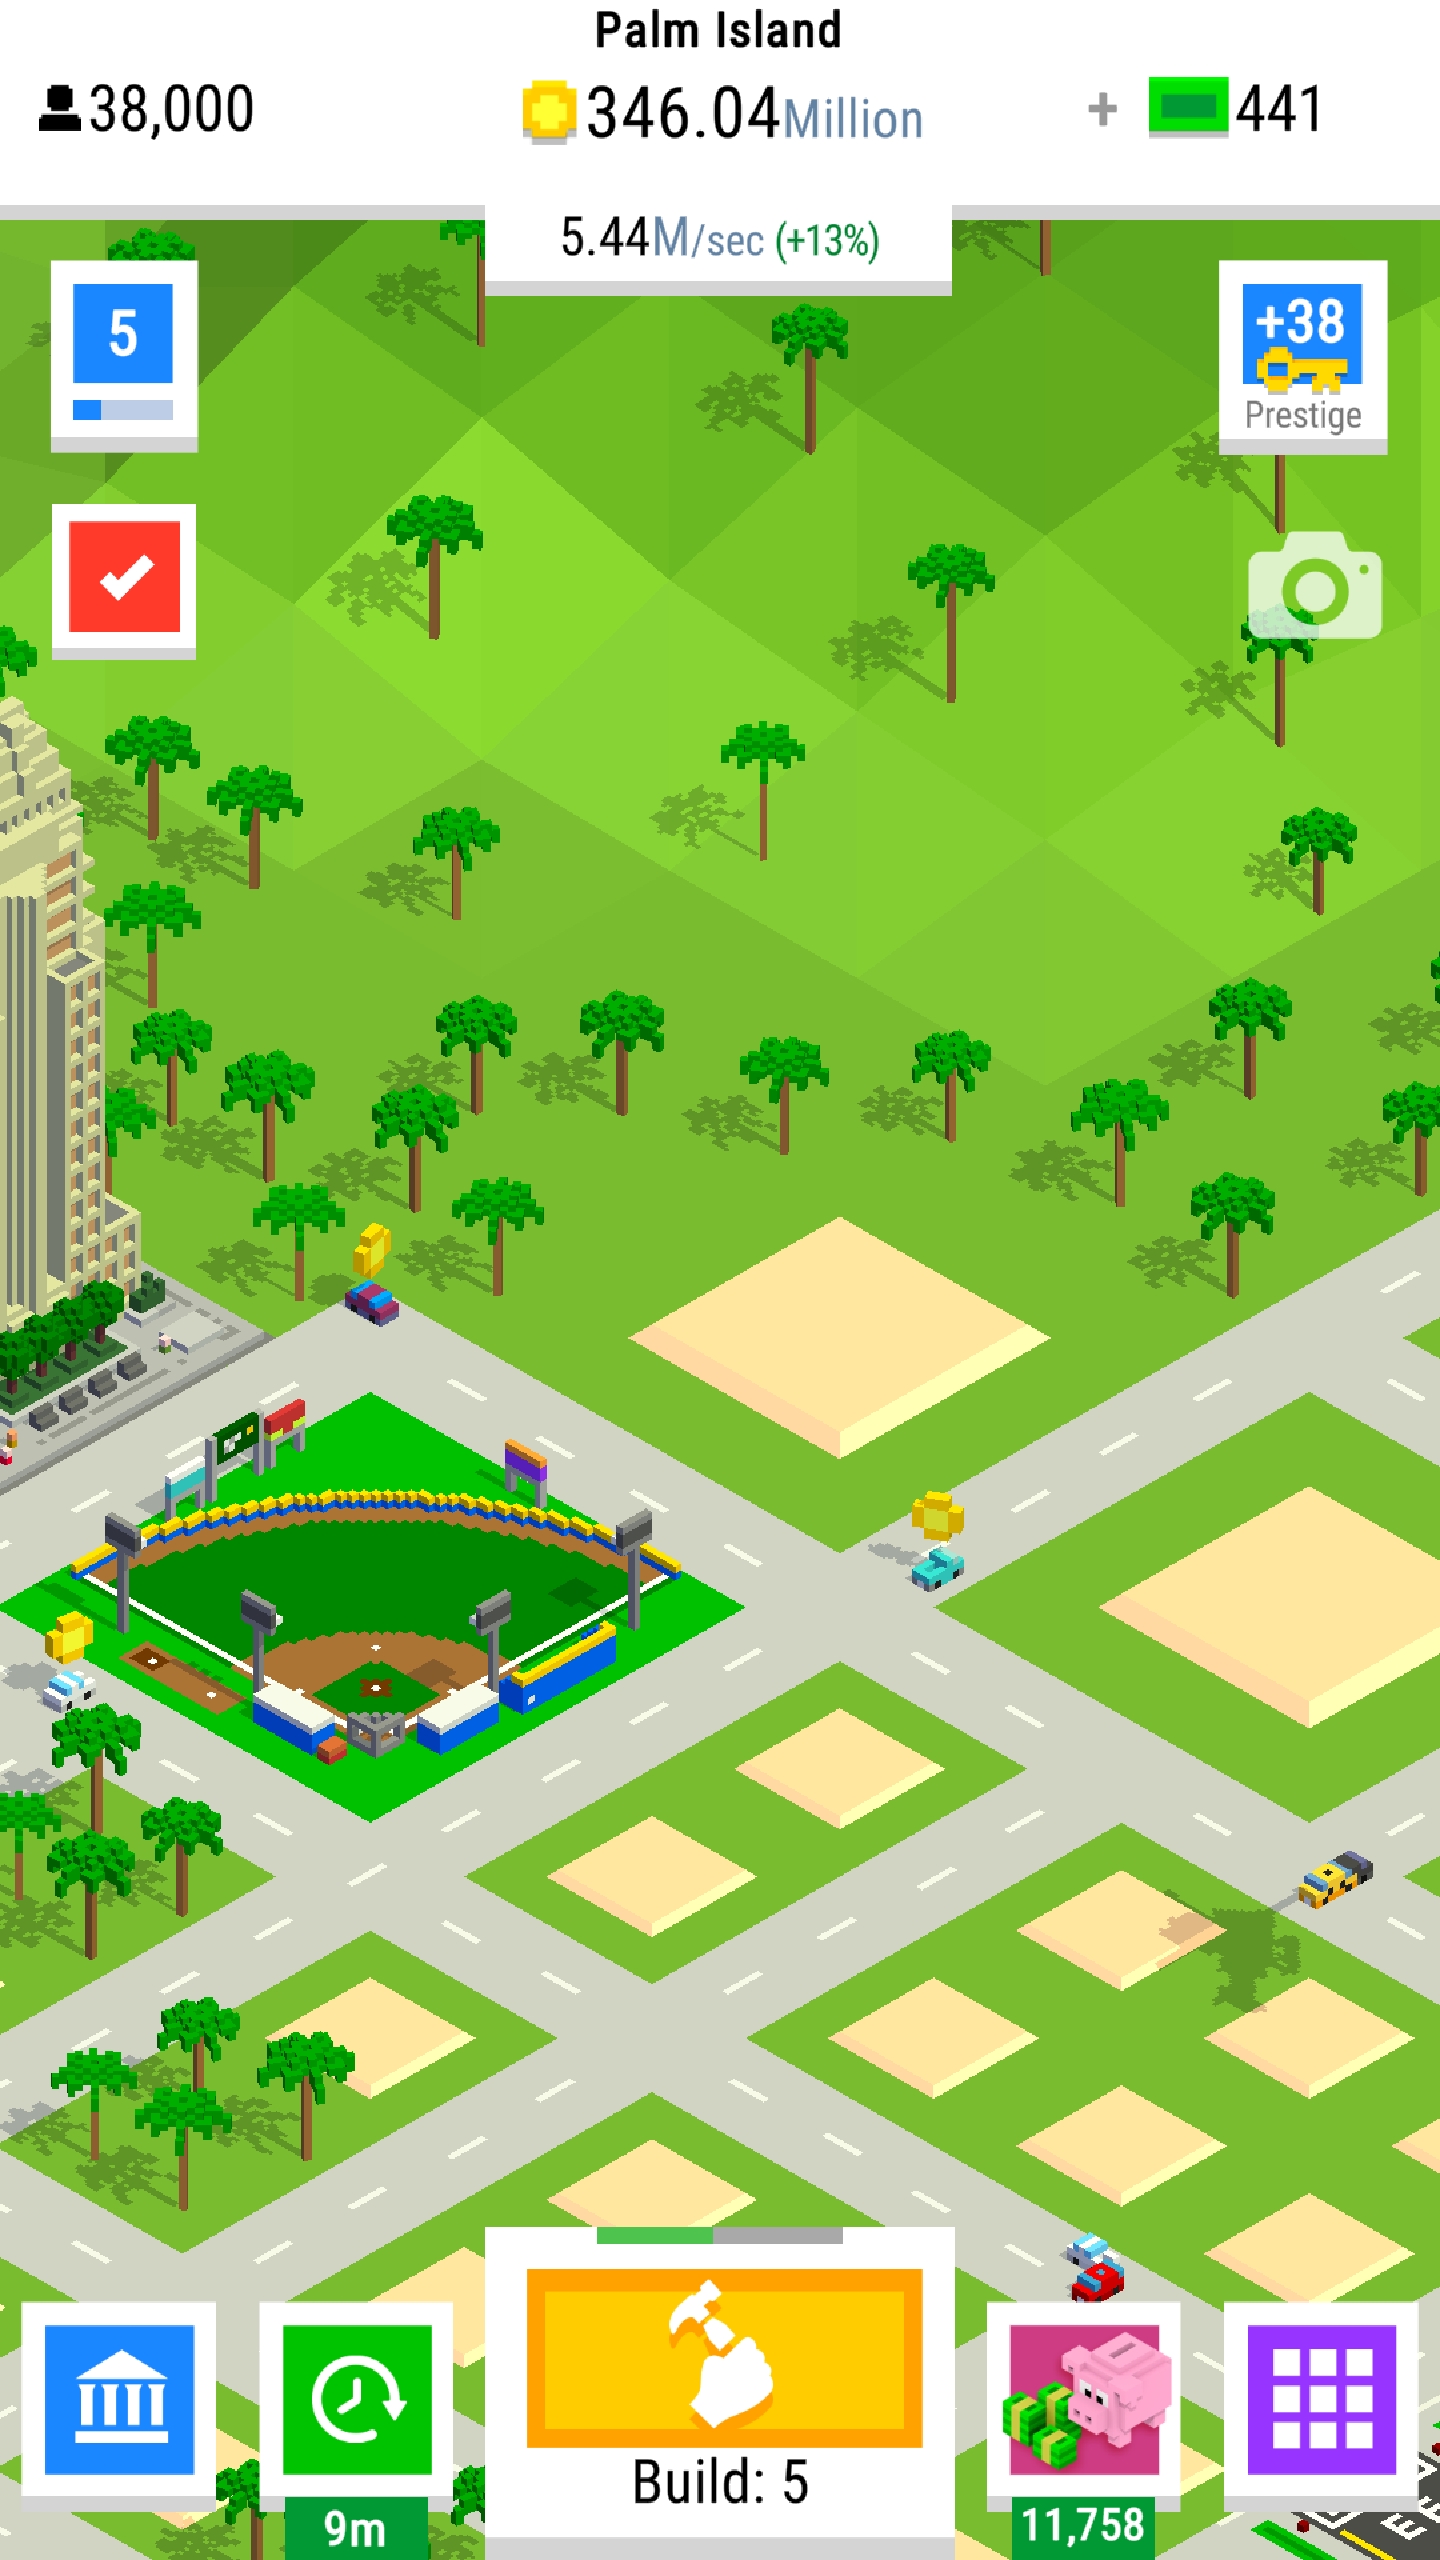 Palm Island
38,000
346.04Million
+ 441
5.44M/sec (+13%)
5
+38
Prestige
Build: 5
9m
11,758